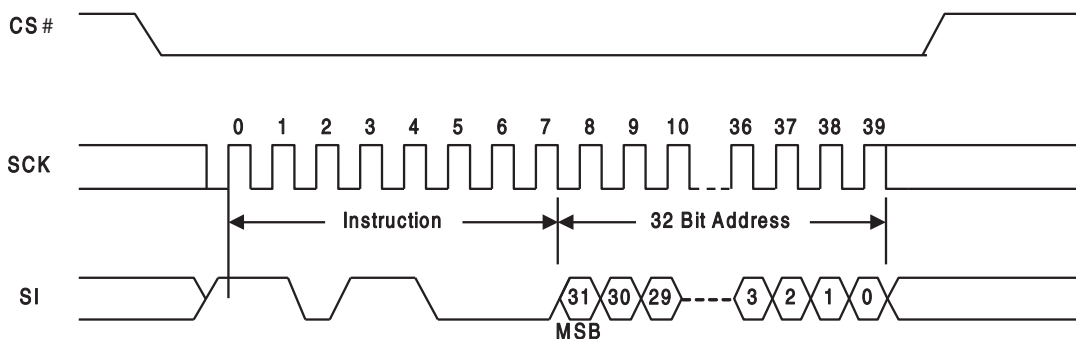 CS#
0 1 2 3 4 5 6 7 8 9 10 36 37 38 39
SCK
Instruction 32 Bit Address
SI 31 30 29 3 2 1 0
MSB